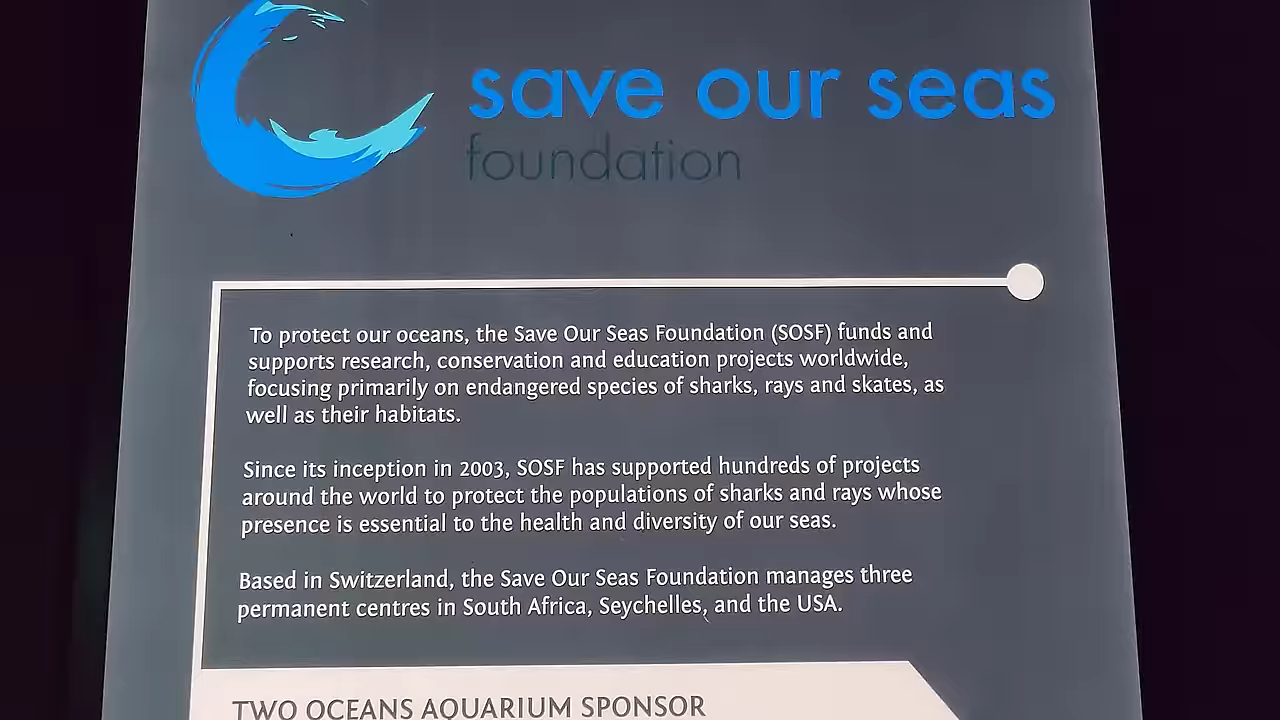 save our seas
foundation
To protect our oceans, the Save Our Seas Foundation (SOSF) funds and
supports research, conservation and education projects worldwide,
focusing primarily on endangered species of sharks, rays and skates, as
well as their habitats.
Since its inception in 2003, SOSF has supported hundreds of projects
around the world to protect the populations of sharks and rays whose
presence is essential to the health and diversity of our seas.
Based in Switzerland, the Save Our Seas Foundation manages three
permanent centres in South Africa, Seychelles, and the USA.
TWO OCEANS AQUARIUM SPONSOR